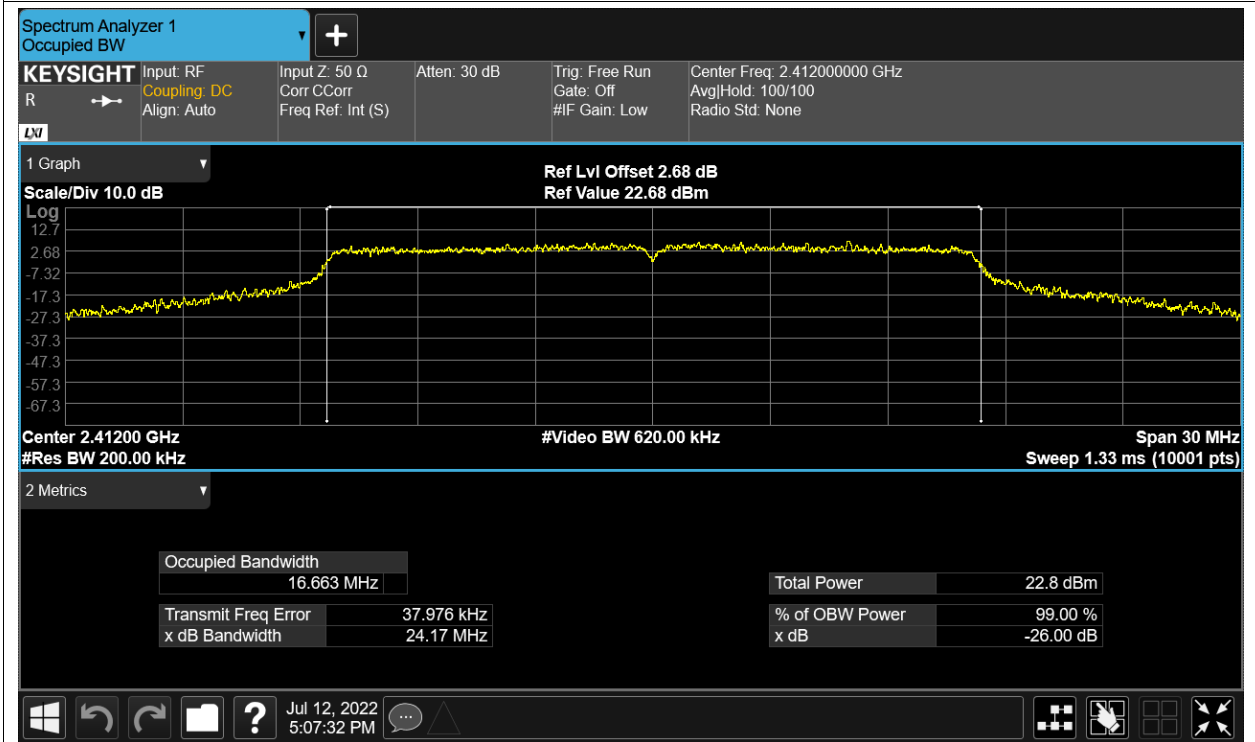 Spectrum Analyzer 1
Occupied BW
KEYSIGHT
R
LXI
Input: RF
Coupling: DC
Align: Auto
Input Z: 50 Ω
Corr CCorr
Freq Ref: Int (S)
Atten: 30 dB
Trig: Free Run
Gate: Off
#IF Gain: Low
Center Freq: 2.412000000 GHz
Avg|Hold: 100/100
Radio Std: None
1 Graph
Scale/Div 10.0 dB
Ref Lvl Offset 2.68 dB
Ref Value 22.68 dBm
Log
12.7
2.68
-7.32
-17.3
-27.3
-37.3
-47.3
-57.3
-67.3
Center 2.41200 GHz
#Res BW 200.00 kHz
#Video BW 620.00 kHz
Span 30 MHz
Sweep 1.33 ms (10001 pts)
2 Metrics
Occupied Bandwidth
16.663 MHz
Transmit Freq Error 37.976 kHz
x dB Bandwidth 24.17 MHz
Total Power 22.8 dBm
% of OBW Power 99.00 %
x dB -26.00 dB
?
Jul 12, 2022
5:07:32 PM